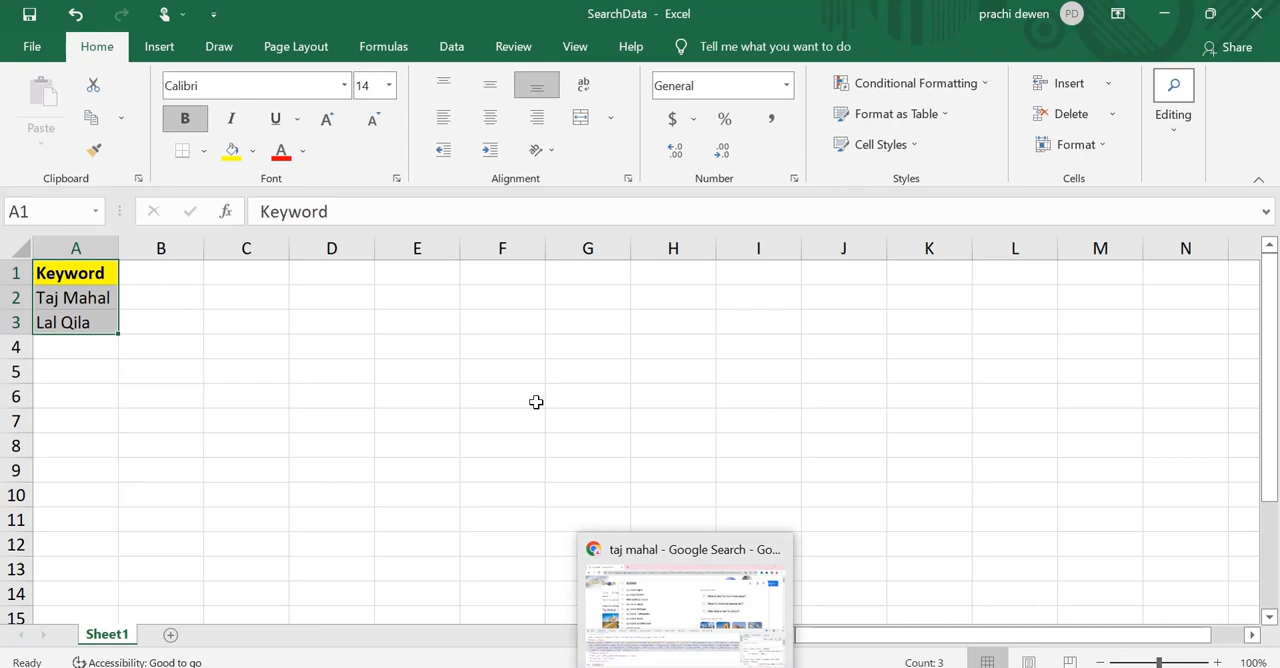 SearchData - Excel
prachi dewen PD
File Home Insert Draw Page Layout Formulas Data Review View Help Tell me what you want to do Share
Paste
Calibri 14
B I U A A
A
ab
General
$ % ,
Conditional Formatting
Format as Table
Cell Styles
Insert
Delete
Format
Editing
Clipboard Font Alignment Number Styles Cells
A1 fx Keyword
A B C D E F G H I J K L M N
1 Keyword
2 Taj Mahal
3 Lal Qila
4
5
6
7
8
9
10
11
12
13
14
15
taj mahal - Google Search - Go...
Sheet1
Ready Count: 3 100%